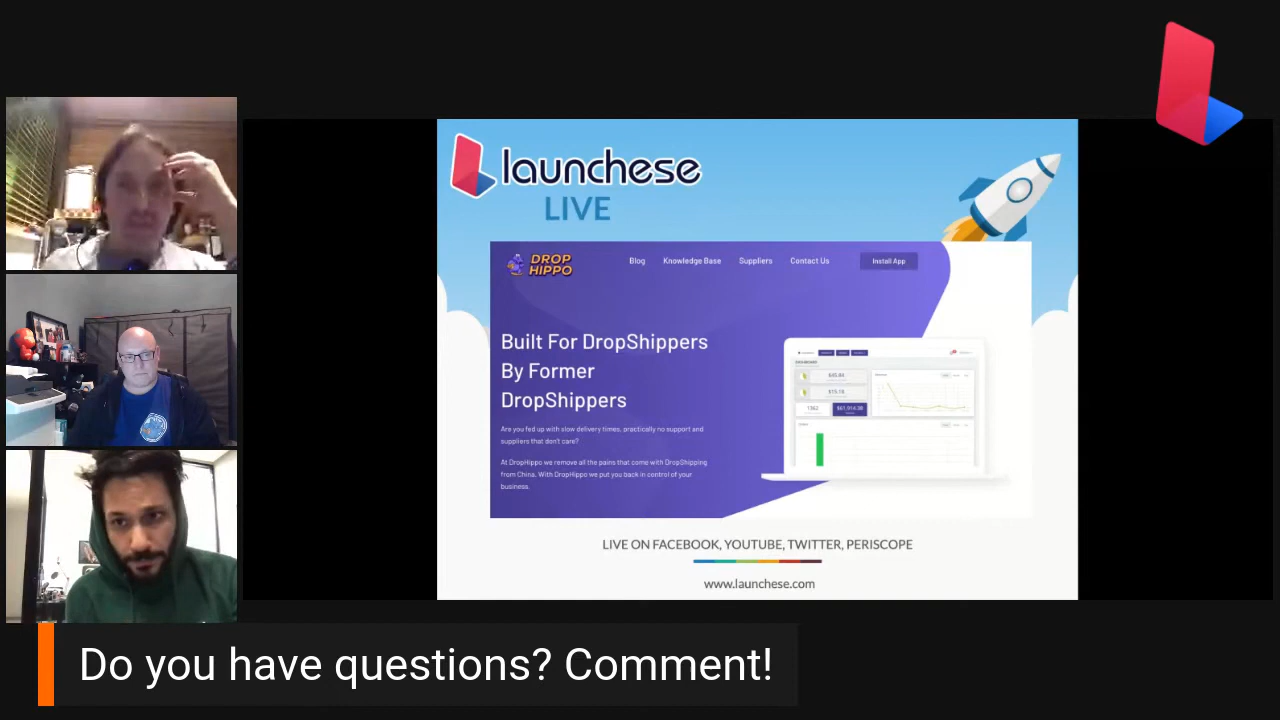 launchese
LIVE
DROP
HIPPO
Blog Knowledge Base Suppliers Contact Us Install App
Built For DropShippers
By Former
DropShippers
Are you fed up with slow delivery times, practically no support and
suppliers that don't care?
At DropHippo we remove all the pains that come with DropShipping
from China. With DropHippo we put you back in control of your
business.
LIVE ON FACEBOOK, YOUTUBE, TWITTER, PERISCOPE
www.launchese.com
Do you have questions? Comment!